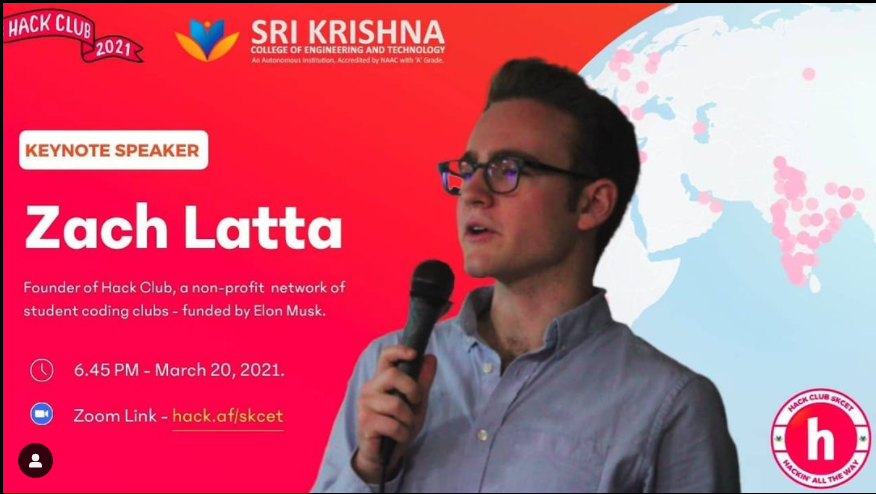 HACK CLUB
2021
SRI KRISHNA
COLLEGE OF ENGINEERING AND TECHNOLOGY
An Autonomous Institution, Accredited by NAAC with 'A' Grade.
KEYNOTE SPEAKER
Zach Latta
Founder of Hack Club, a non-profit network of
student coding clubs - funded by Elon Musk.
6.45 PM - March 20, 2021.
Zoom Link - hack.af/skcet
HACK CLUB SKCET
h
HACKIN' ALL THE WAY